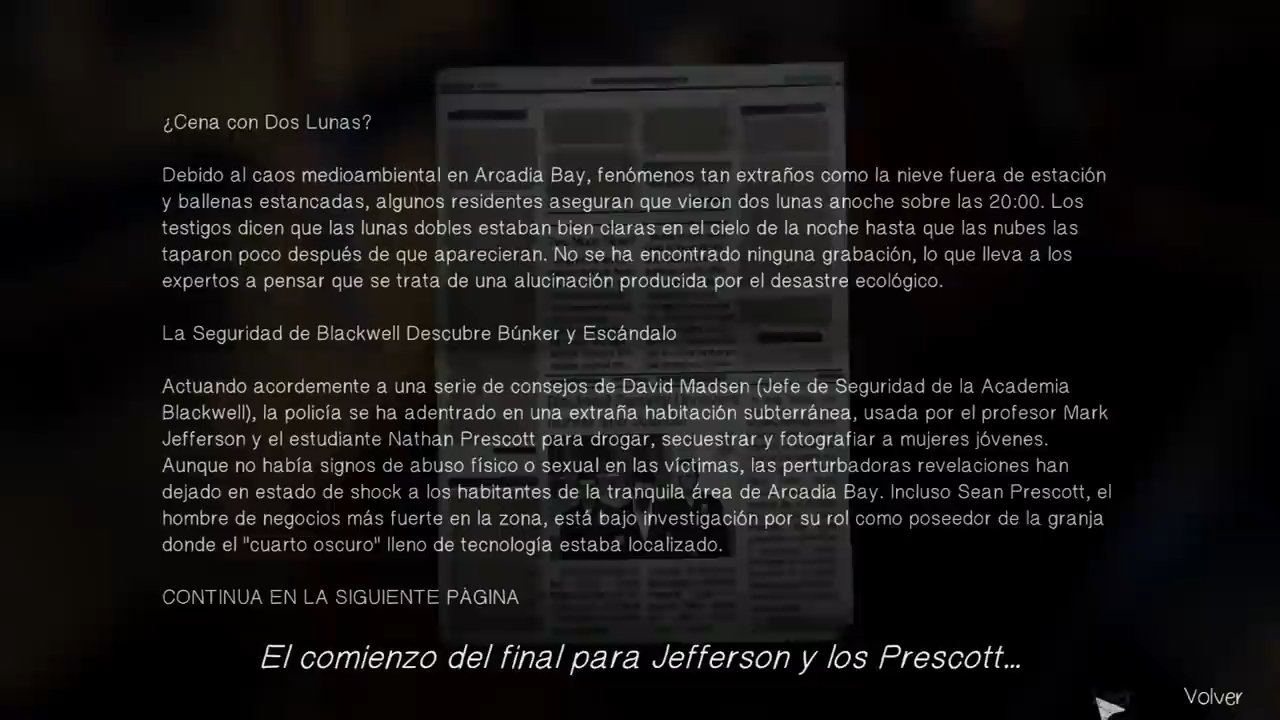 ¿Cena con Dos Lunas?
Debido al caos medioambiental en Arcadia Bay, fenómenos tan extraños como la nieve fuera de estación
y ballenas estancadas, algunos residentes aseguran que vieron dos lunas anoche sobre las 20:00. Los
testigos dicen que las lunas dobles estaban bien claras en el cielo de la noche hasta que las nubes las
taparon poco después de que aparecieran. No se ha encontrado ninguna grabación, lo que lleva a los
expertos a pensar que se trata de una alucinación producida por el desastre ecológico.
La Seguridad de Blackwell Descubre Búnker y Escándalo
Actuando acordemente a una serie de consejos de David Madsen (Jefe de Seguridad de la Academia
Blackwell), la policía se ha adentrado en una extraña habitación subterránea, usada por el profesor Mark
Jefferson y el estudiante Nathan Prescott para drogar, secuestrar y fotografiar a mujeres jóvenes.
Aunque no había signos de abuso físico o sexual en las víctimas, las perturbadoras revelaciones han
dejado en estado de shock a los habitantes de la tranquila área de Arcadia Bay. Incluso Sean Prescott, el
hombre de negocios más fuerte en la zona, está bajo investigación por su rol como poseedor de la granja
donde el "cuarto oscuro" lleno de tecnología estaba localizado.
CONTINUA EN LA SIGUIENTE PÀGINA
El comienzo del final para Jefferson y los Prescott...
Volver